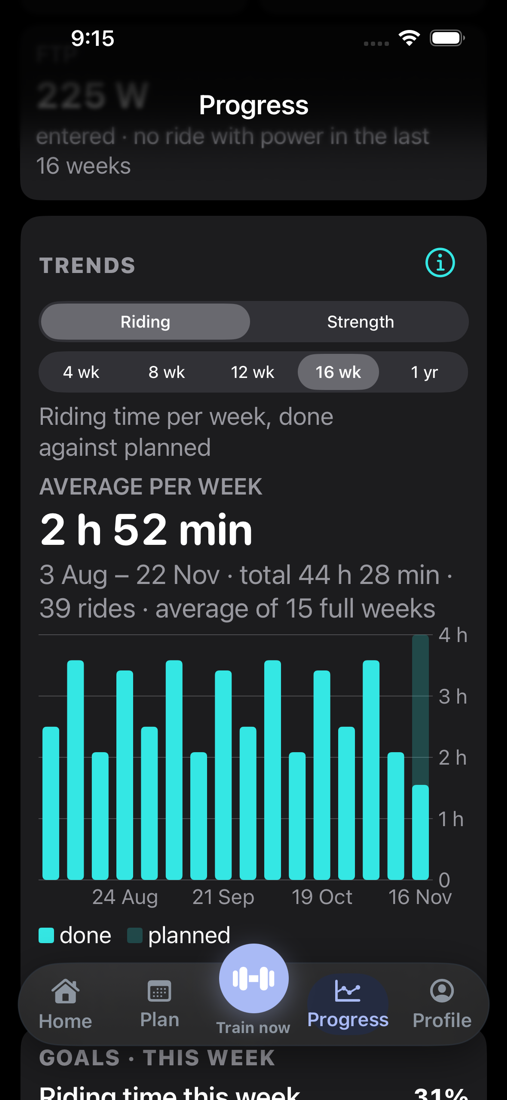 9:15
FTP
225 W
Progress
entered · no ride with power in the last
16 weeks
TRENDS
Riding
Strength
4 wk
8 wk
12 wk
16 wk
1 yr
Riding time per week, done
against planned
AVERAGE PER WEEK
2 h 52 min
3 Aug – 22 Nov · total 44 h 28 min ·
39 rides · average of 15 full weeks
4 h
3 h
2 h
1 h
0
24 Aug
21 Sep
19 Oct
16 Nov
done
planned
Home
Plan
Train now
Progress
Profile
GOALS · THIS WEEK
Riding time this week
31%